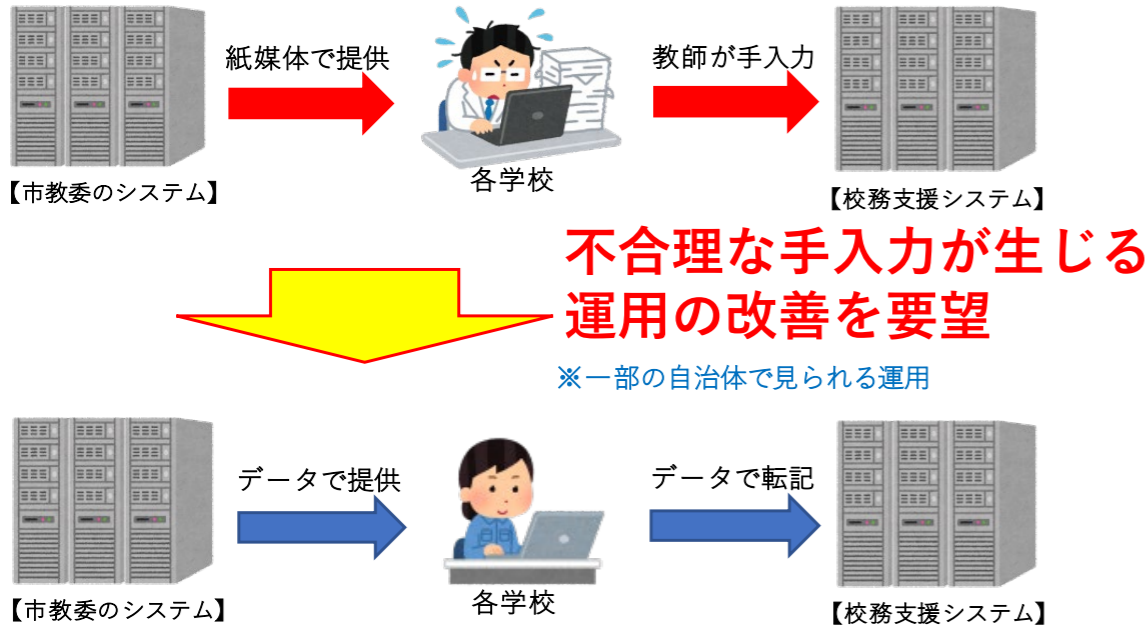 紙媒体で提供
教師が手入力
【市教委のシステム】
各学校
【校務支援システム】
不合理な手入力が生じる
運用の改善を要望
※一部の自治体で見られる運用
データで提供
データで転記
【市教委のシステム】
各学校
【校務支援システム】